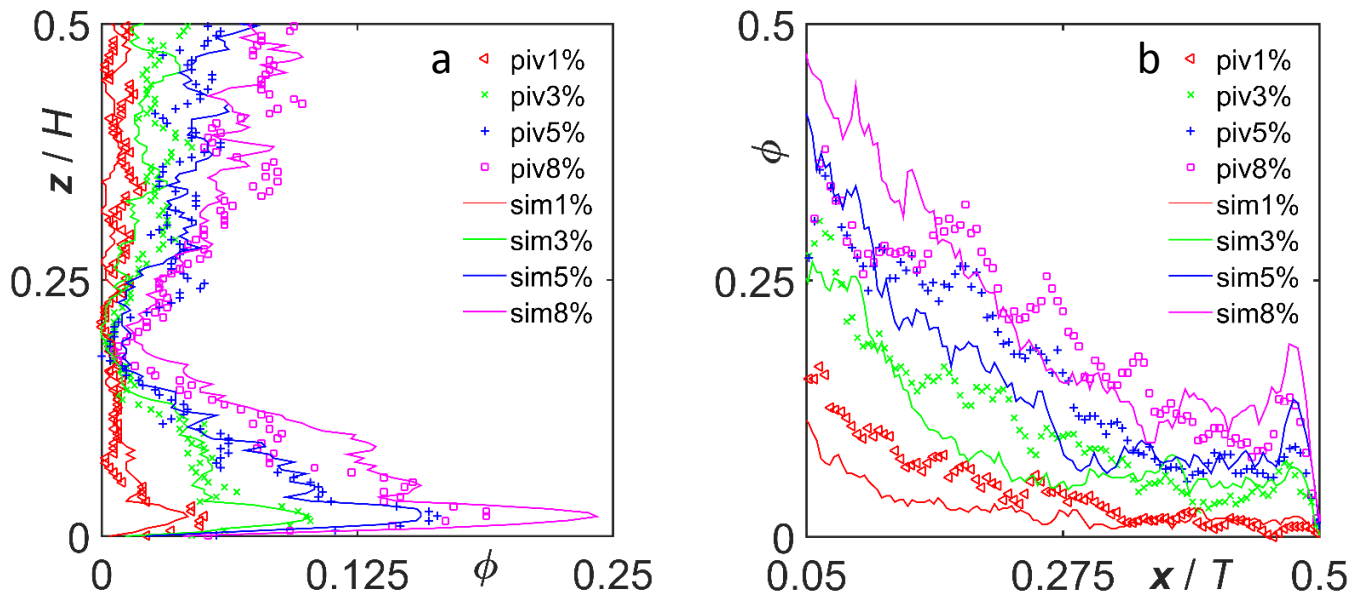 0.5
0.25
0
z / H
0
0.125
ϕ
0.25
a
piv1%
piv3%
piv5%
piv8%
sim1%
sim3%
sim5%
sim8%
0.5
ϕ
0.25
0
0.05
0.275
x / T
0.5
b
piv1%
piv3%
piv5%
piv8%
sim1%
sim3%
sim5%
sim8%